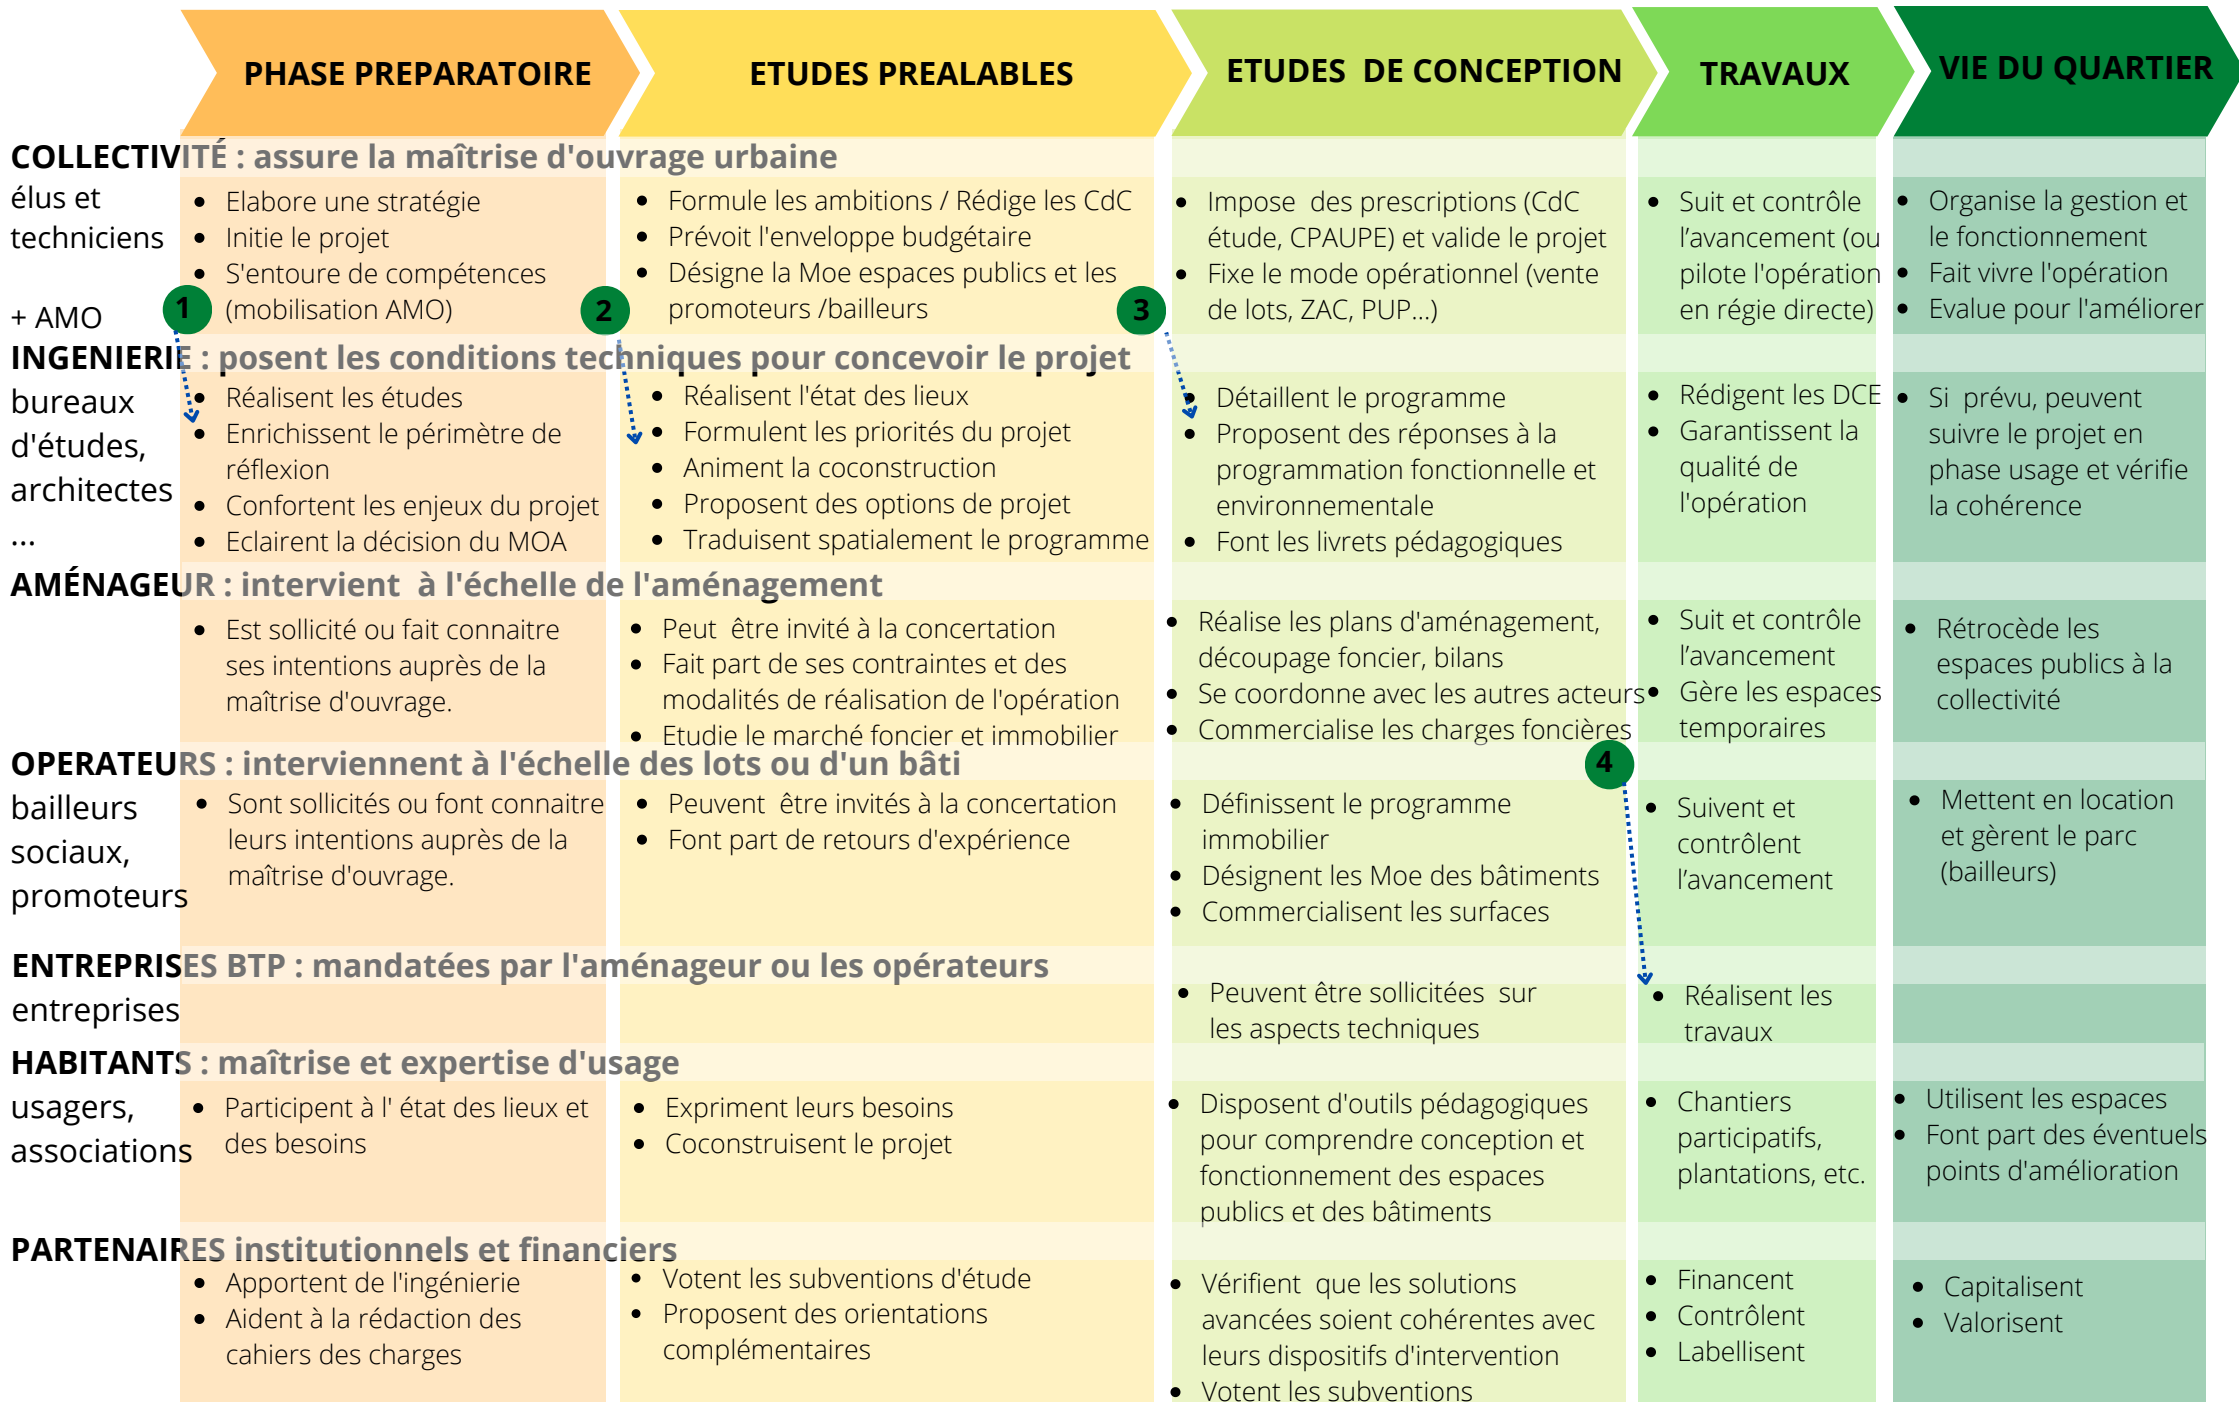 PHASE PREPARATOIRE
ETUDES PREALABLES
ETUDES  DE CONCEPTION
TRAVAUX
VIE DU QUARTIER
COLLECTIVITÉ : assure la maîtrise d'ouvrage urbaine
élus et
techniciens
+ AMO
• Elabore une stratégie
• Initie le projet
• S'entoure de compétences
(mobilisation AMO)
• Formule les ambitions / Rédige les CdC
• Prévoit l'enveloppe budgétaire
• Désigne la Moe espaces publics et les
promoteurs /bailleurs
• Impose  des prescriptions (CdC
étude, CPAUPE) et valide le projet
• Fixe le mode opérationnel (vente
de lots, ZAC, PUP...)
• Suit et contrôle
l’avancement (ou
pilote l'opération
en régie directe)
• Organise la gestion et
le fonctionnement
• Fait vivre l'opération
• Evalue pour l'améliorer
1
2
3
INGENIERIE : posent les conditions techniques pour concevoir le projet
bureaux
d'études,
architectes
...
• Réalisent les études
• Enrichissent le périmètre de
réflexion
• Confortent les enjeux du projet
• Eclairent la décision du MOA
• Réalisent l'état des lieux
• Formulent les priorités du projet
• Animent la coconstruction
• Proposent des options de projet
• Traduisent spatialement le programme
• Détaillent le programme
• Proposent des réponses à la
programmation fonctionnelle et
environnementale
• Font les livrets pédagogiques
• Rédigent les DCE
• Garantissent la
qualité de
l'opération
• Si  prévu, peuvent
suivre le projet en
phase usage et vérifie
la cohérence
AMÉNAGEUR : intervient  à l'échelle de l'aménagement
• Est sollicité ou fait connaitre
ses intentions auprès de la
maîtrise d'ouvrage.
• Peut  être invité à la concertation
• Fait part de ses contraintes et des
modalités de réalisation de l'opération
• Etudie le marché foncier et immobilier
• Réalise les plans d'aménagement,
découpage foncier, bilans
• Se coordonne avec les autres acteurs
• Commercialise les charges foncières
• Suit et contrôle
l’avancement
• Gère les espaces
temporaires
• Rétrocède les
espaces publics à la
collectivité
OPERATEURS : interviennent à l'échelle des lots ou d'un bâti
bailleurs
sociaux,
promoteurs
• Sont sollicités ou font connaitre
leurs intentions auprès de la
maîtrise d'ouvrage.
• Peuvent  être invités à la concertation
• Font part de retours d'expérience
• Définissent le programme
immobilier
• Désignent les Moe des bâtiments
• Commercialisent les surfaces
4
• Suivent et
contrôlent
l’avancement
• Mettent en location
et gèrent le parc
(bailleurs)
ENTREPRISES BTP : mandatées par l'aménageur ou les opérateurs
entreprises
• Peuvent être sollicitées  sur
les aspects techniques
• Réalisent les
travaux
HABITANTS : maîtrise et expertise d'usage
usagers,
associations
• Participent à l' état des lieux et
des besoins
• Expriment leurs besoins
• Coconstruisent le projet
• Disposent d'outils pédagogiques
pour comprendre conception et
fonctionnement des espaces
publics et des bâtiments
• Chantiers
participatifs,
plantations, etc.
• Utilisent les espaces
• Font part des éventuels
points d'amélioration
PARTENAIRES institutionnels et financiers
• Apportent de l'ingénierie
• Aident à la rédaction des
cahiers des charges
• Votent les subventions d'étude
• Proposent des orientations
complémentaires
• Vérifient  que les solutions
avancées soient cohérentes avec
leurs dispositifs d'intervention
• Votent les subventions
• Financent
• Contrôlent
• Labellisent
• Capitalisent
• Valorisent